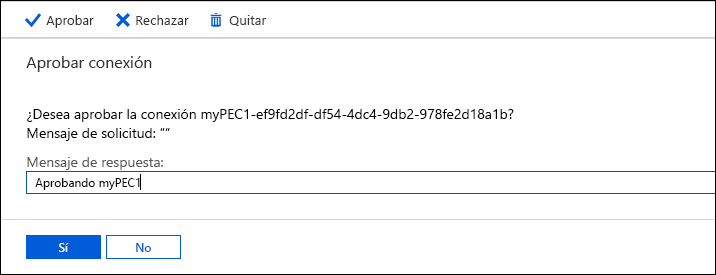 Aprobar Rechazar Quitar
Aprobar conexión
¿Desea aprobar la conexión myPEC1-ef9fd2df-df54-4dc4-9db2-978fe2d18a1b?
Mensaje de solicitud: “”
Mensaje de respuesta:
Aprobando myPEC1
Sí No